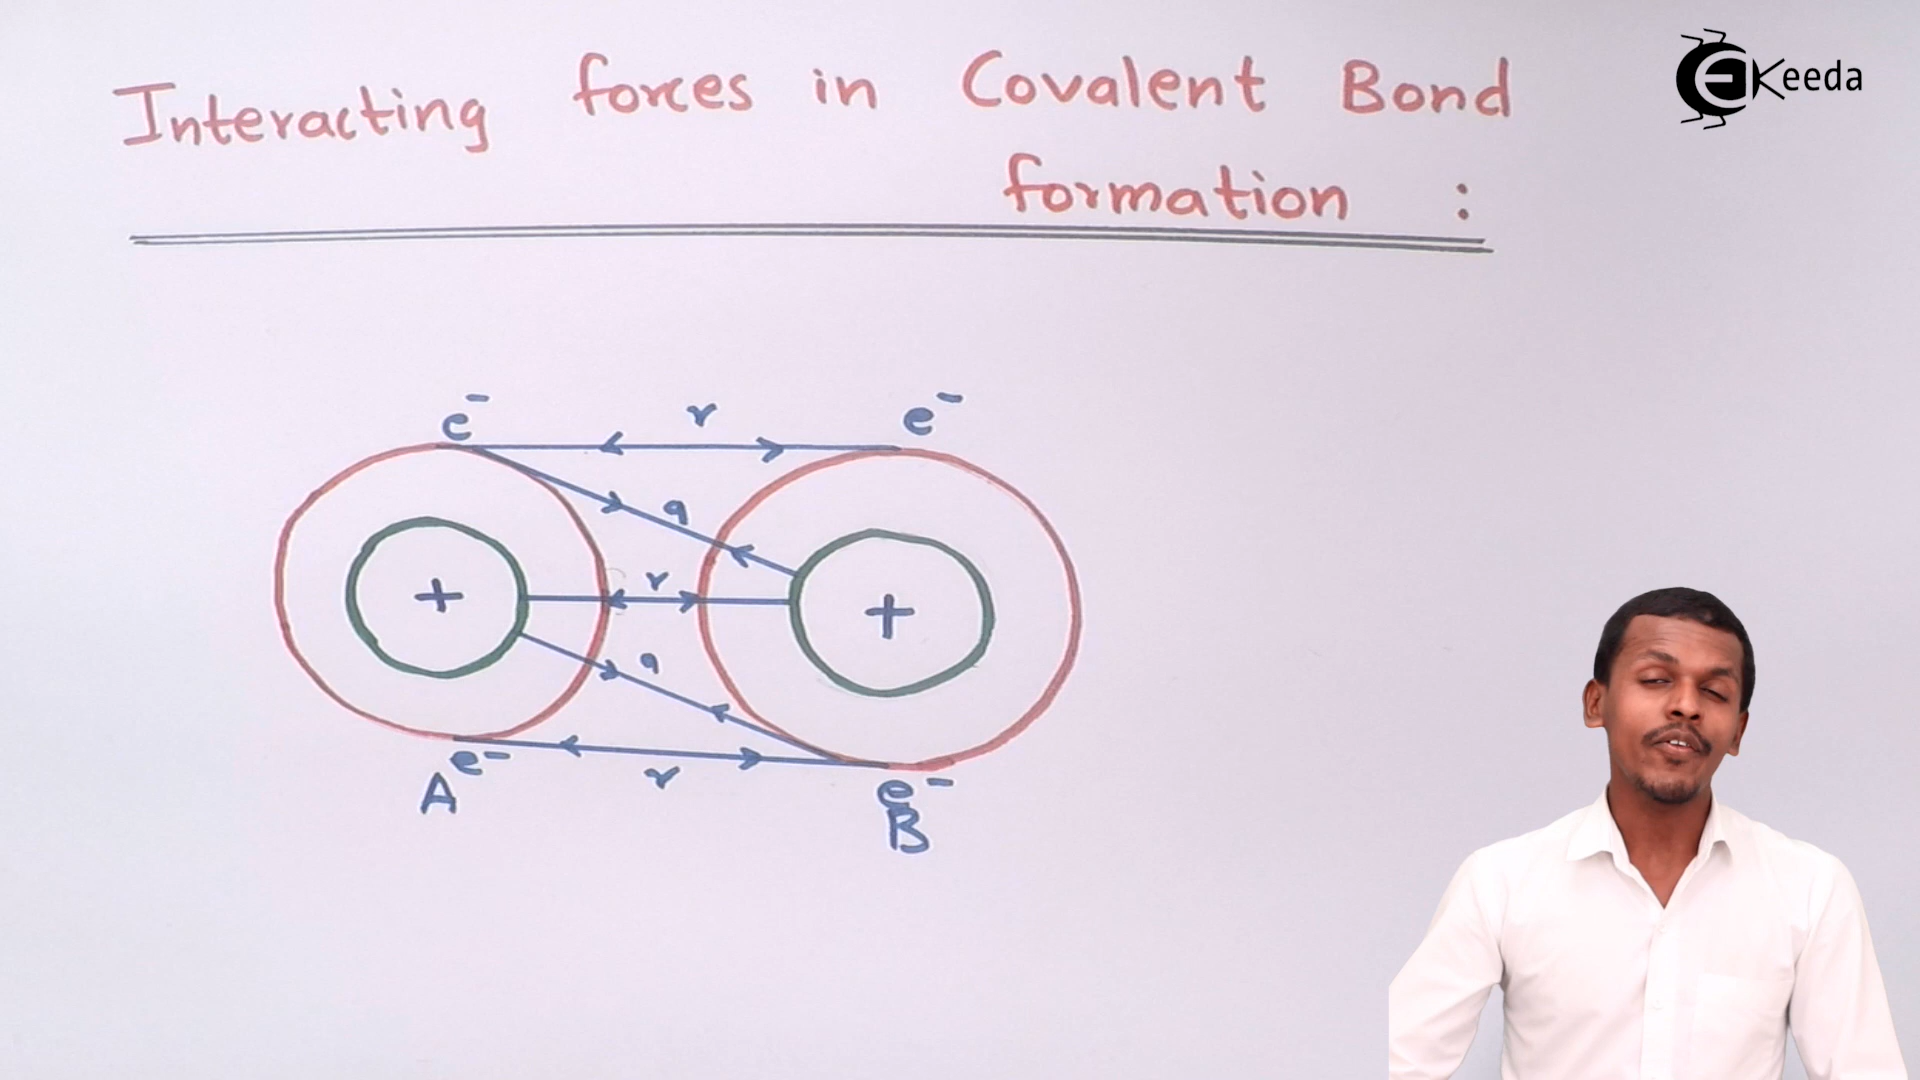 Interacting forces in Covalent Bond
formation :
Keeda
e⁻ r e⁻
a
r
+ +
a
r
A e⁻ e⁻
B